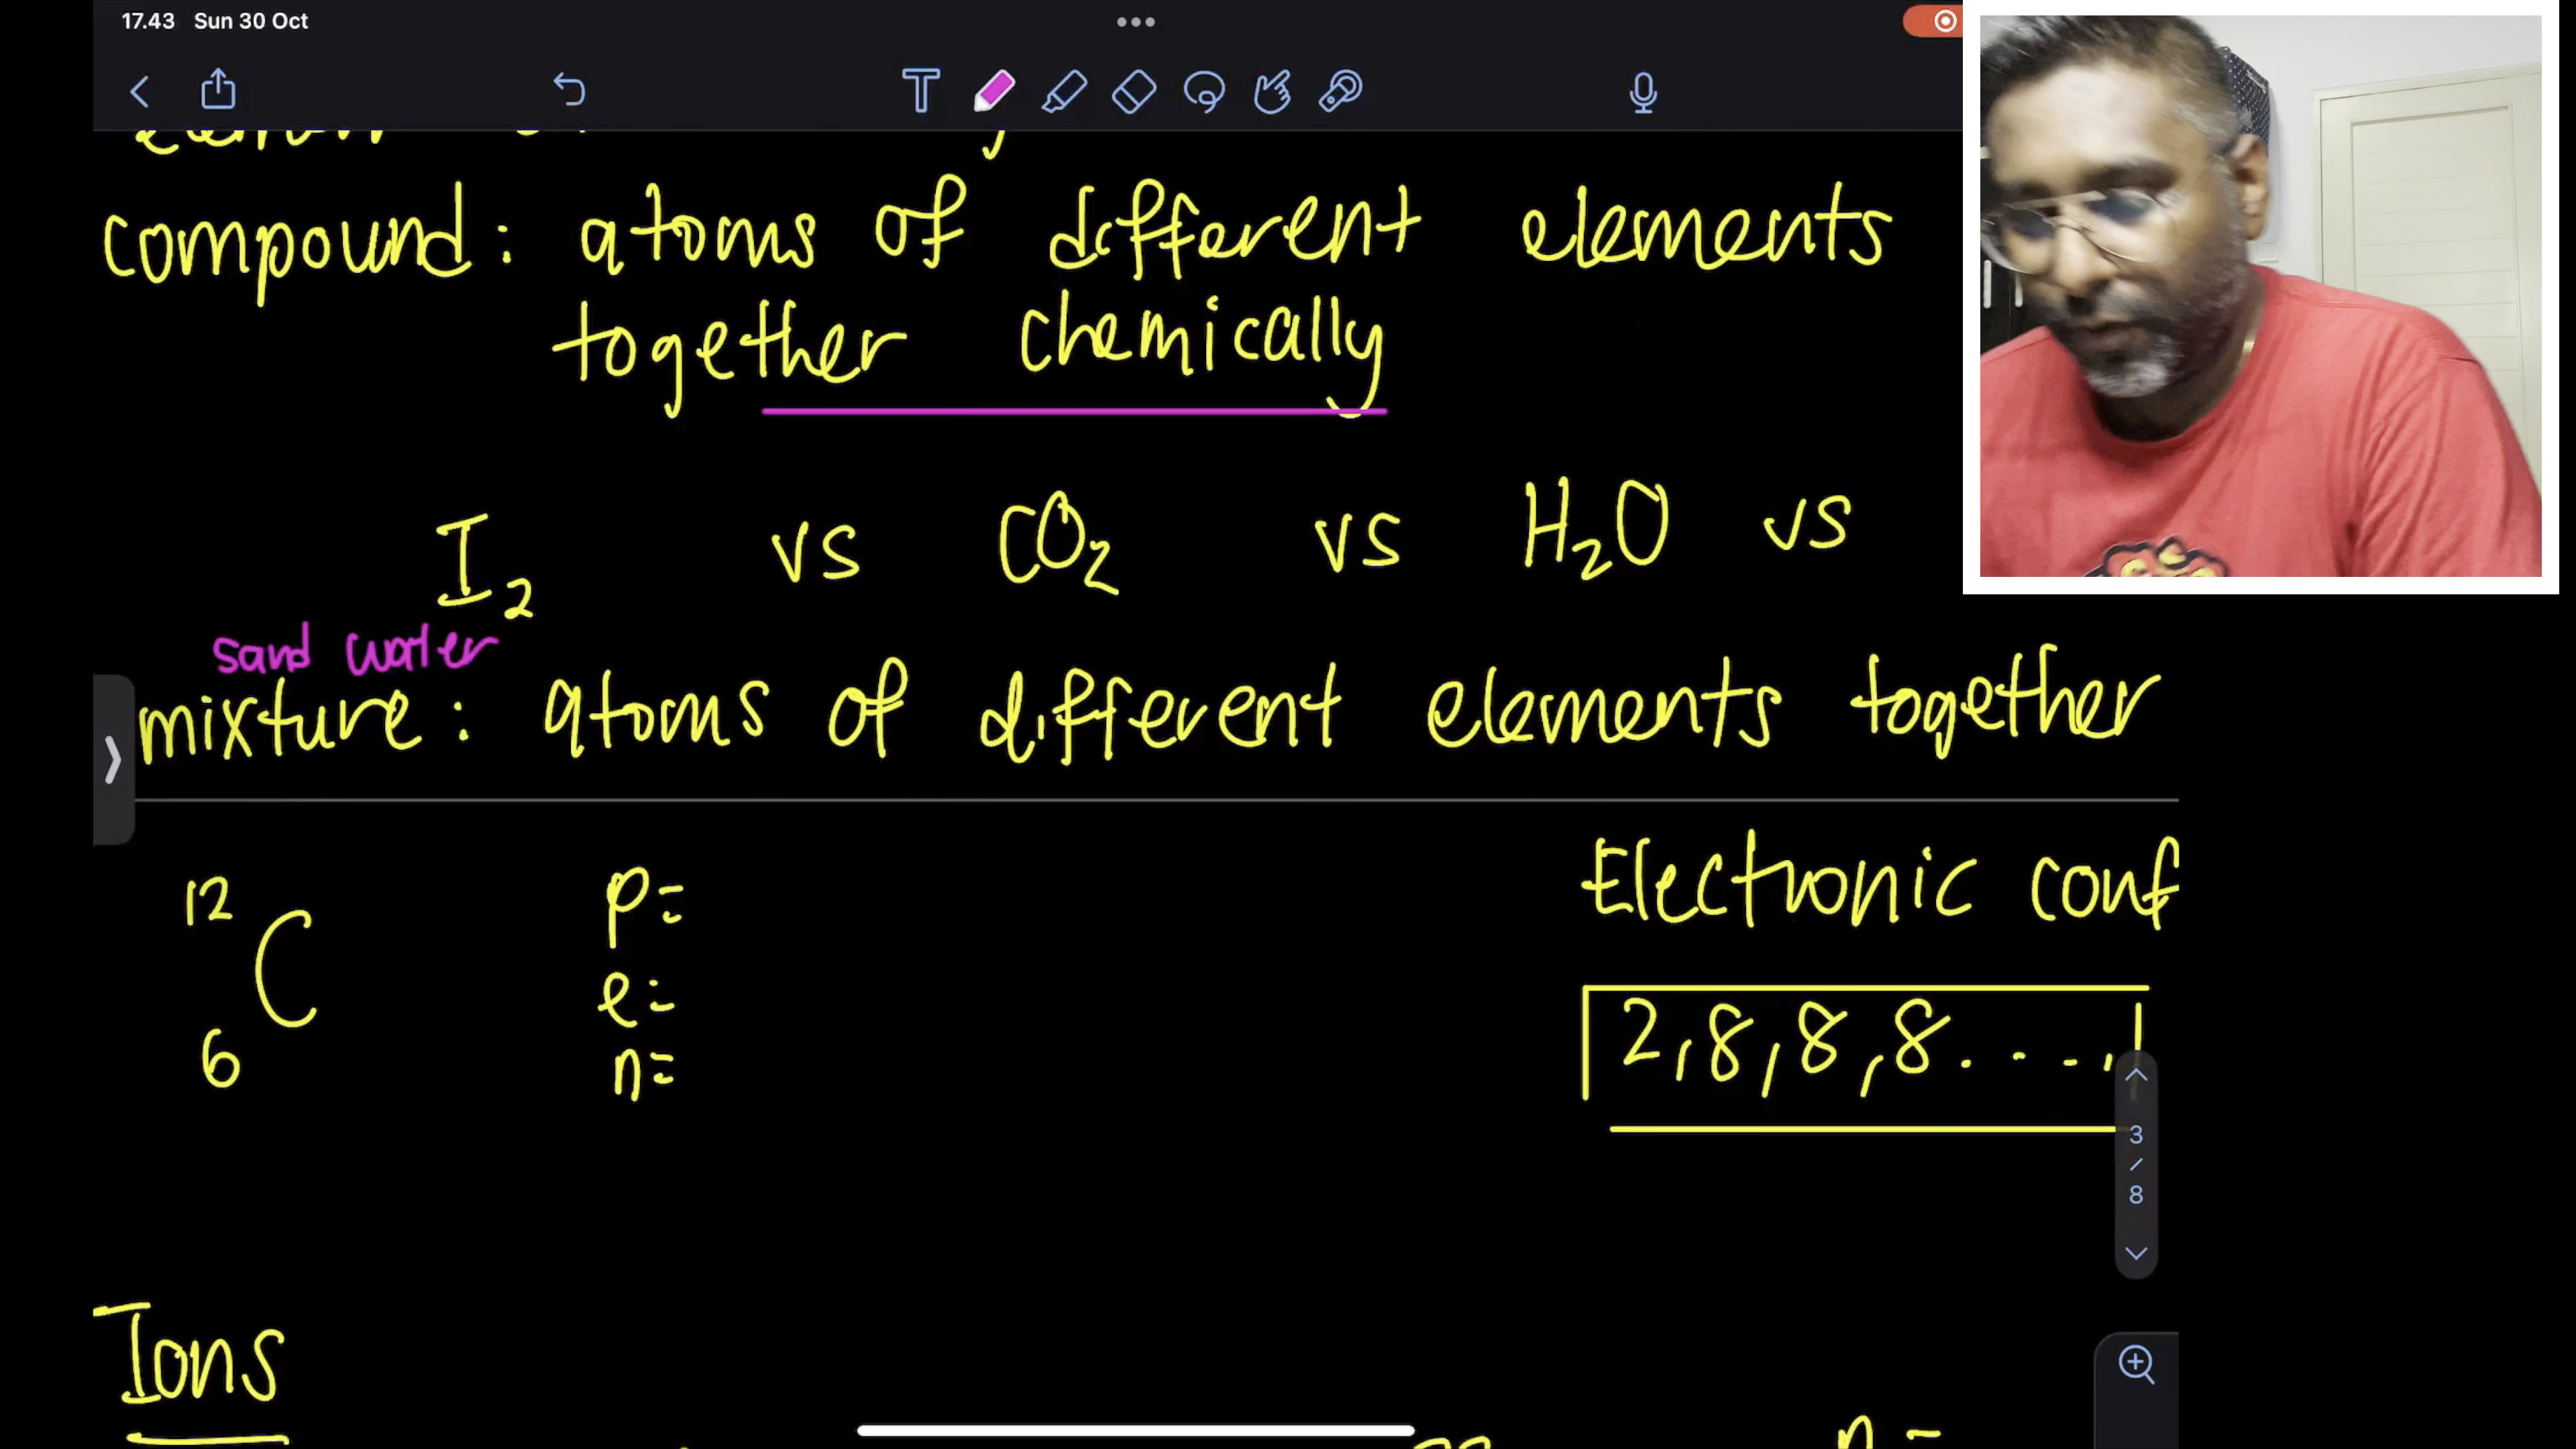 17.43 Sun 30 Oct
T
compound: atoms of different elements
together chemically
I₂ vs CO₂ vs H₂O vs
sand water
mixture: atoms of different elements together
12
C
6
p=
e=
n=
Electronic conf
2,8,8,8.....
3
/
8
Ions
n=